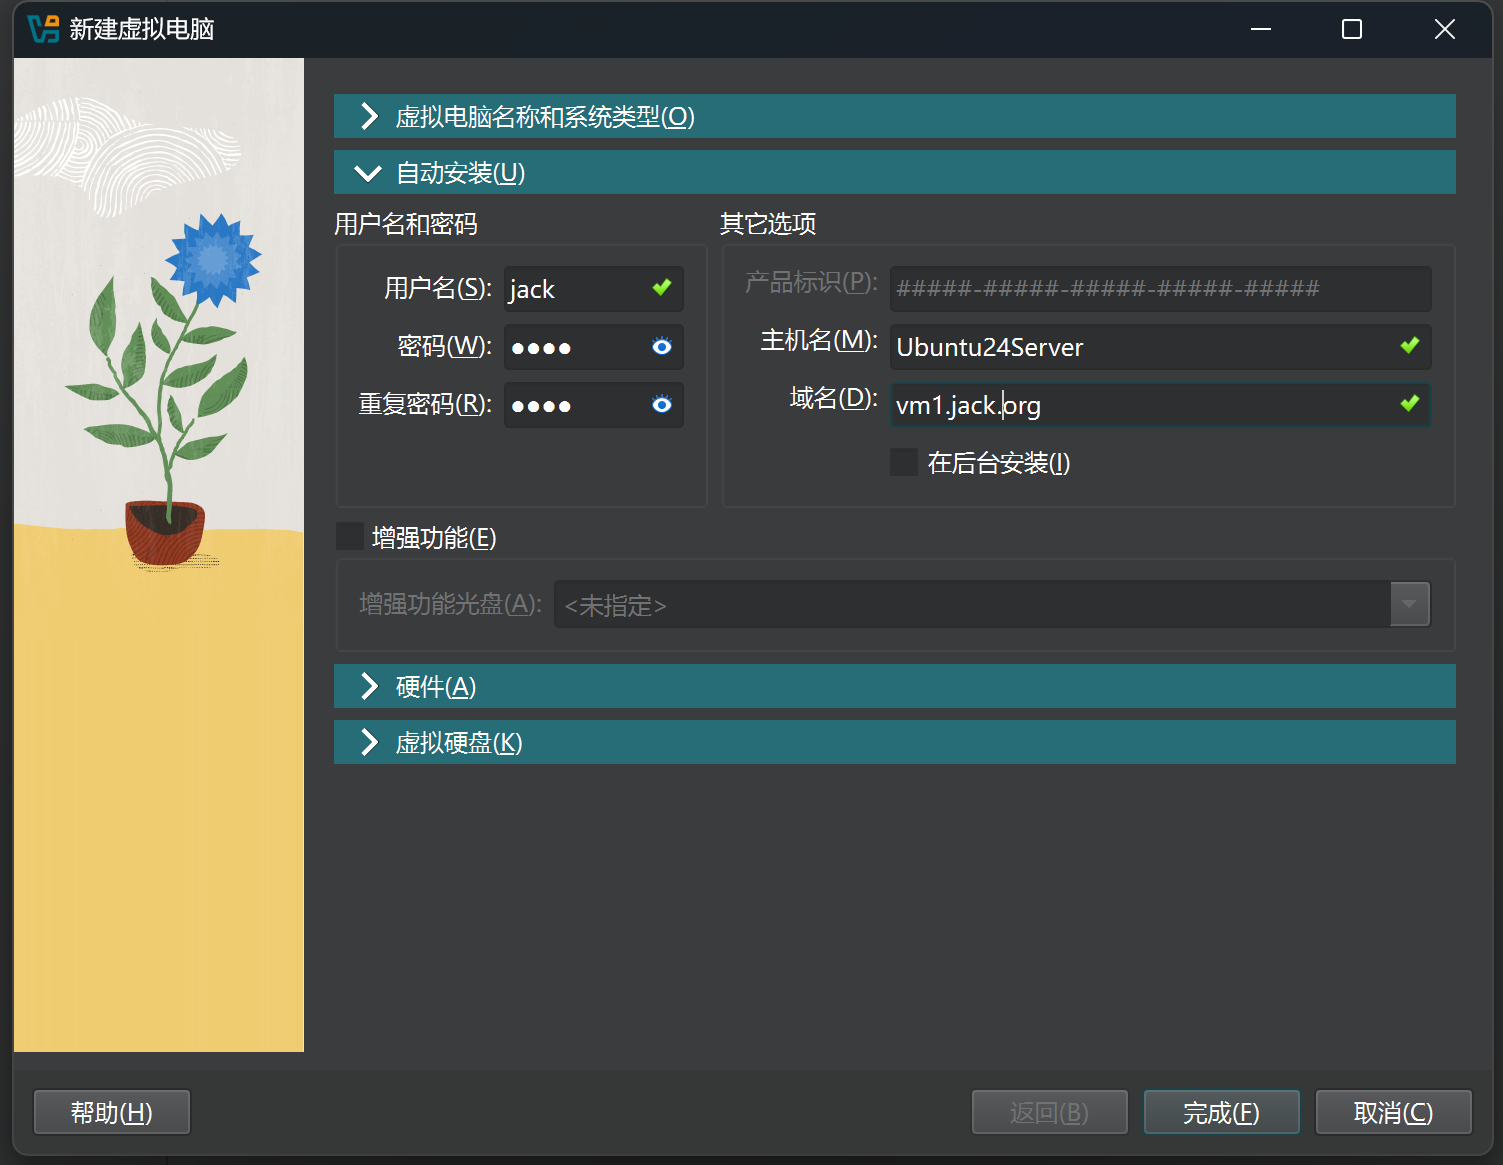 新建虚拟电脑
虚拟电脑名称和系统类型(O)
自动安装(U)
用户名和密码
用户名(S): jack
密码(W): ●●●●
重复密码(R): ●●●●
其它选项
产品标识(P): #####-#####-#####-#####-#####
主机名(M): Ubuntu24Server
域名(D): vm1.jack.org
在后台安装(I)
增强功能(E)
增强功能光盘(A): <未指定>
硬件(A)
虚拟硬盘(K)
帮助(H) 返回(B) 完成(F) 取消(C)